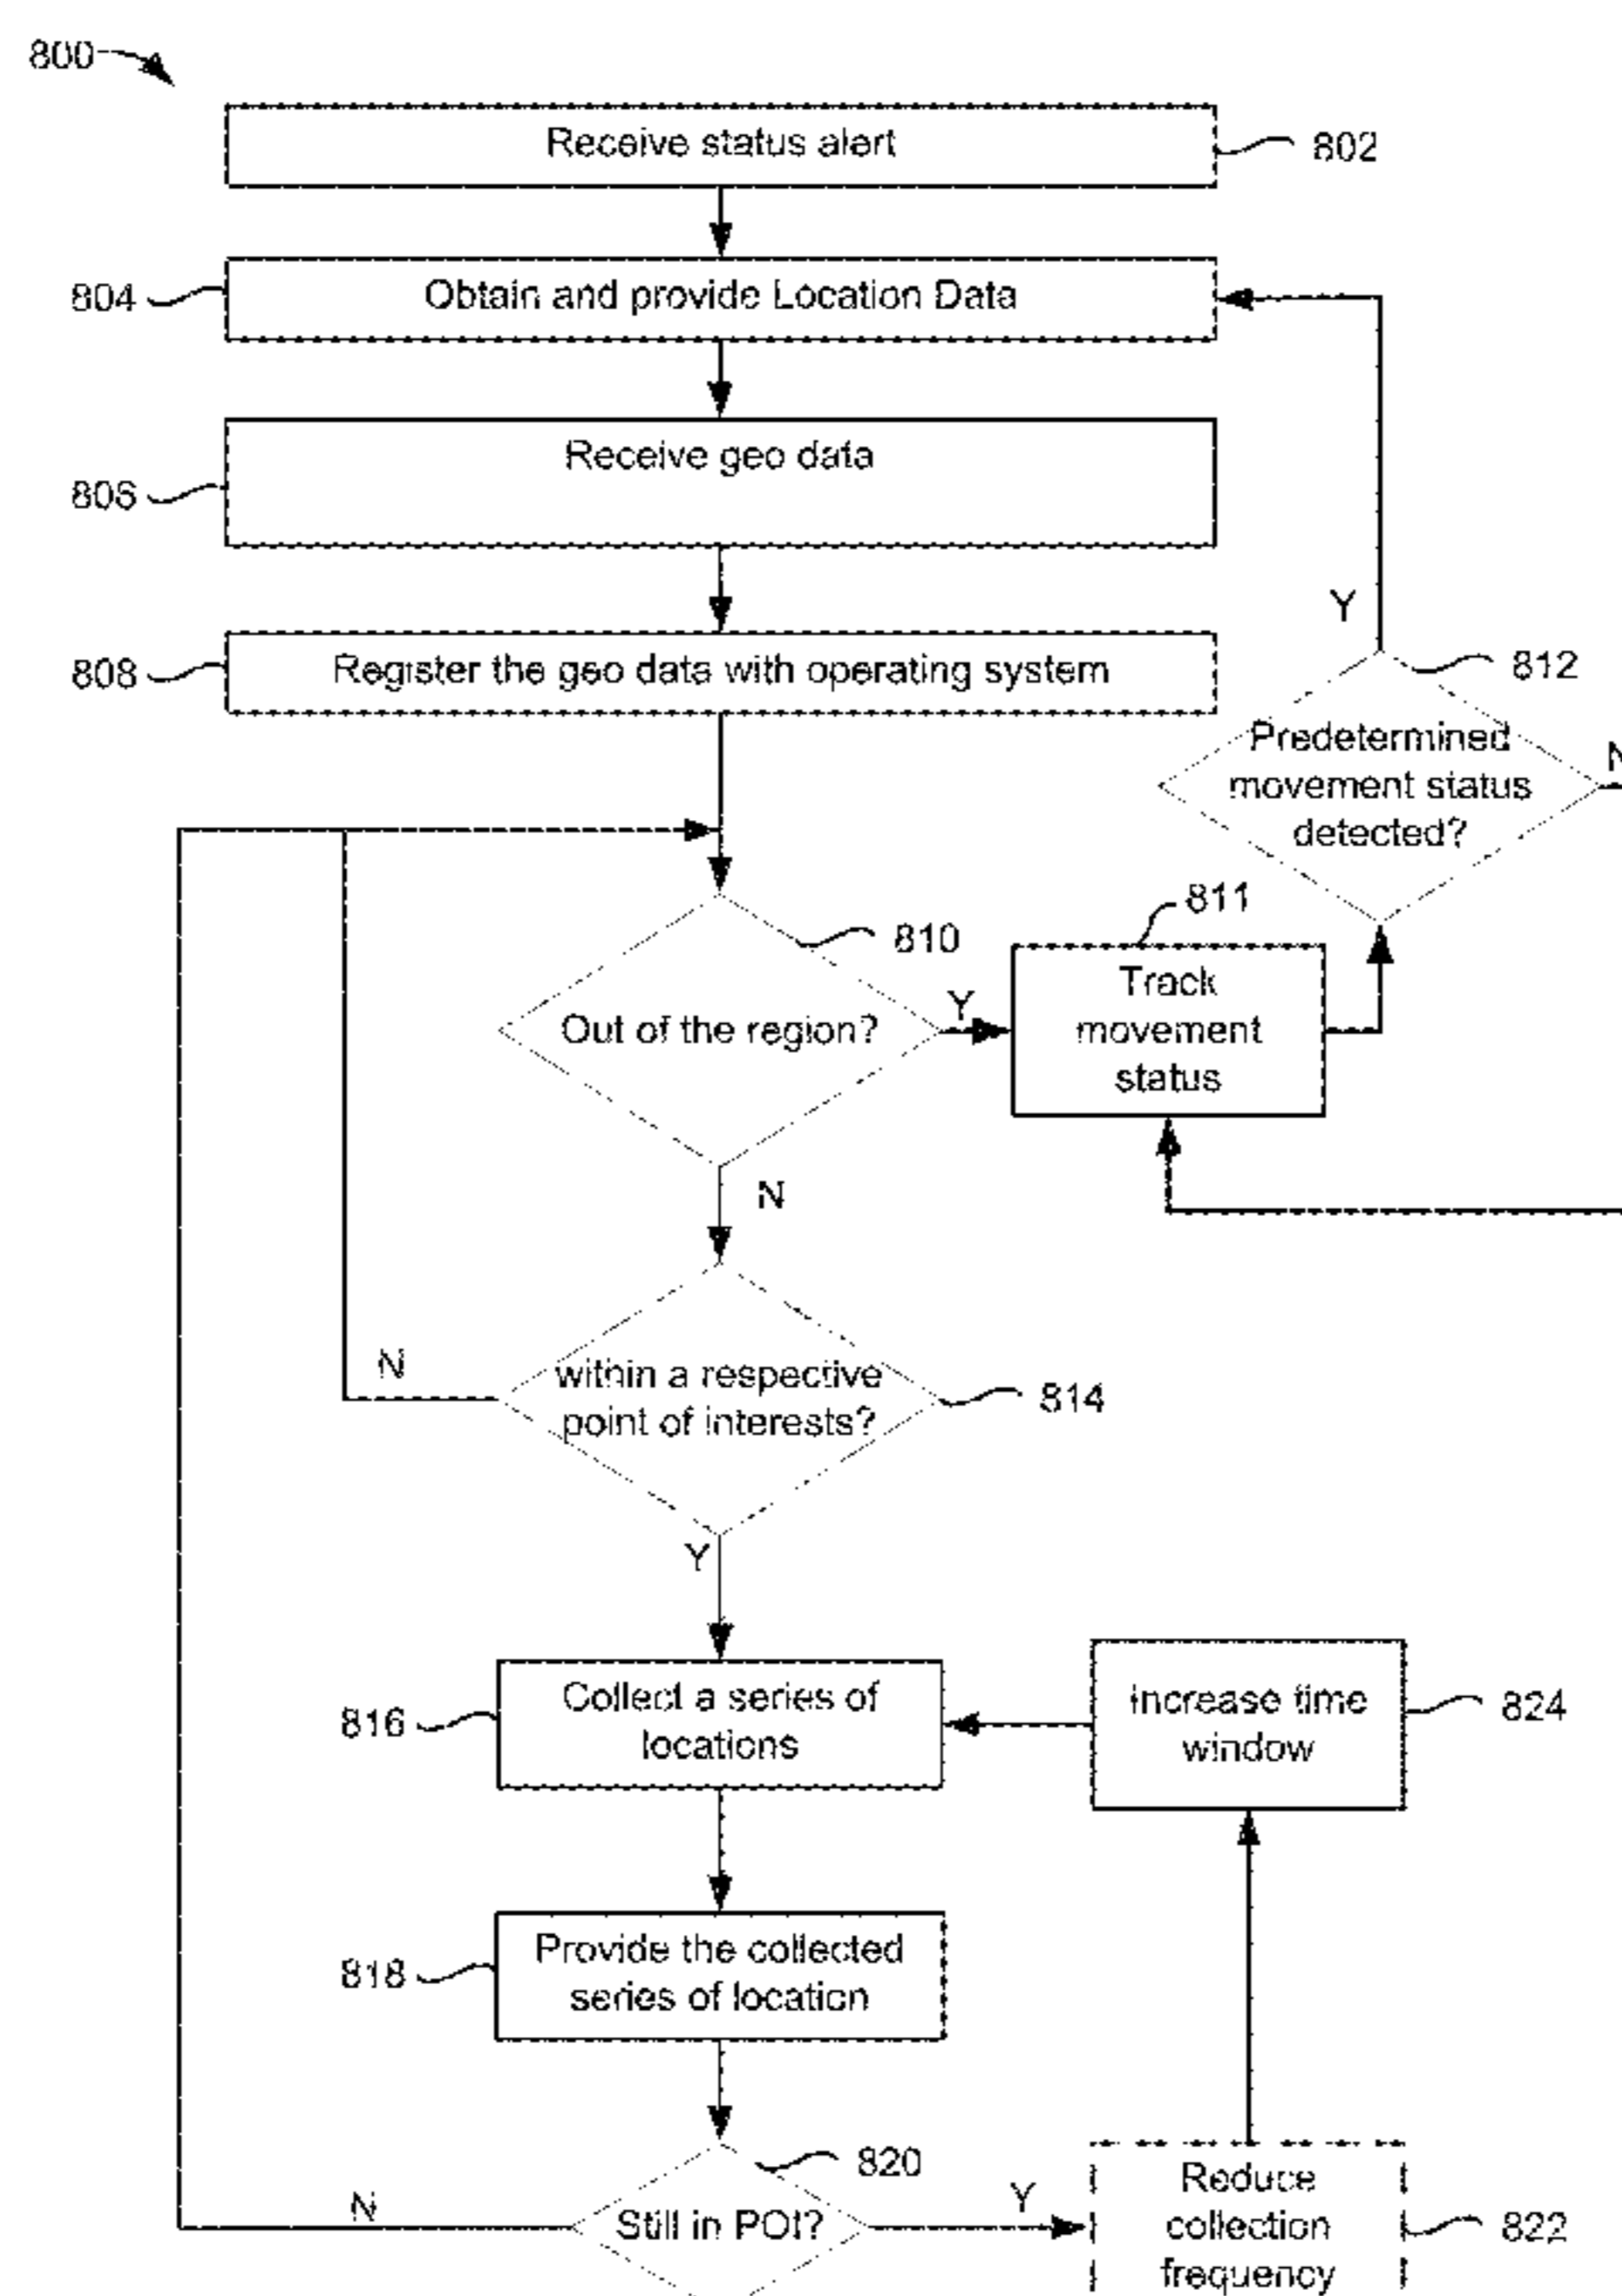 800
Receive status alert
802
804
Obtain and provide Location Data
Receive geo data
806
808
Register the geo data with operating system
Y
812
Predetermined
movement status
detected?
N
811
810
Track
movement
status
Y
Out of the region?
N
N
within a respective
point of interests?
814
Y
816
Collect a series of
locations
Increase time
window
824
818
Provide the collected
series of location
820
N
Still in POI?
Y
Reduce
collection
frequency
822